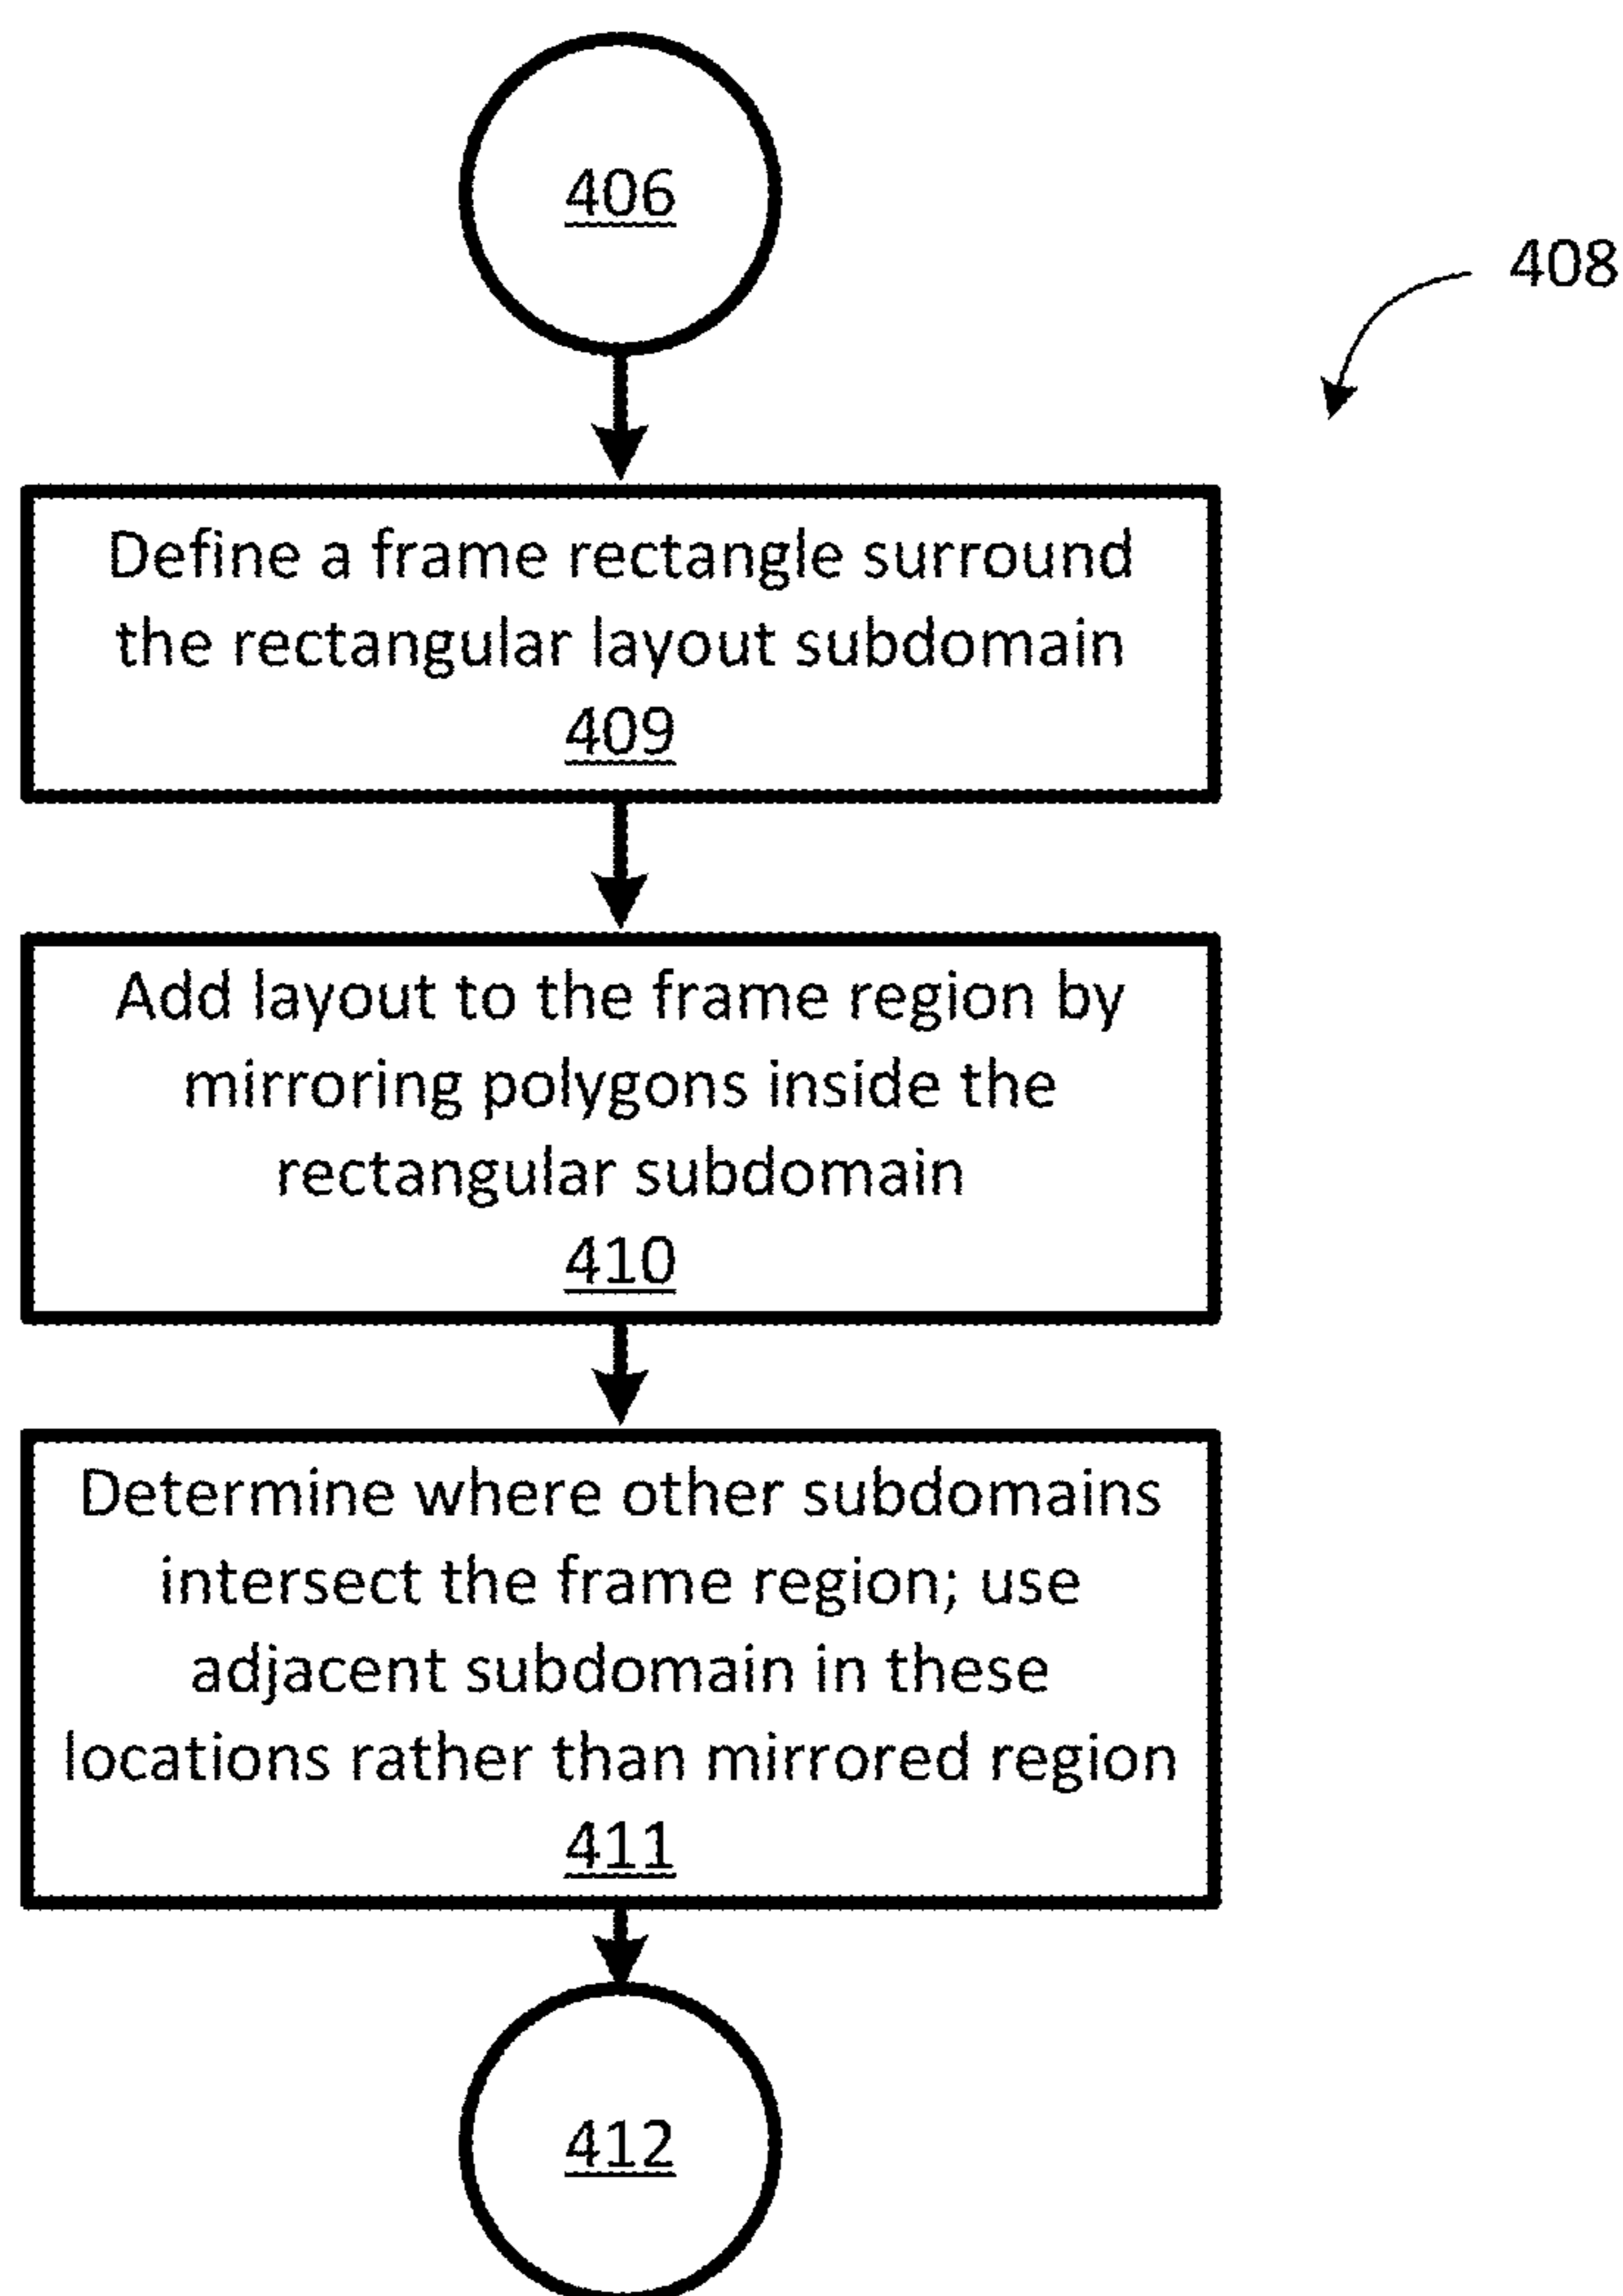 406
408
Define a frame rectangle surround
the rectangular layout subdomain
409
Add layout to the frame region by
mirroring polygons inside the
rectangular subdomain
410
Determine where other subdomains
intersect the frame region; use
adjacent subdomain in these
locations rather than mirrored region
411
412